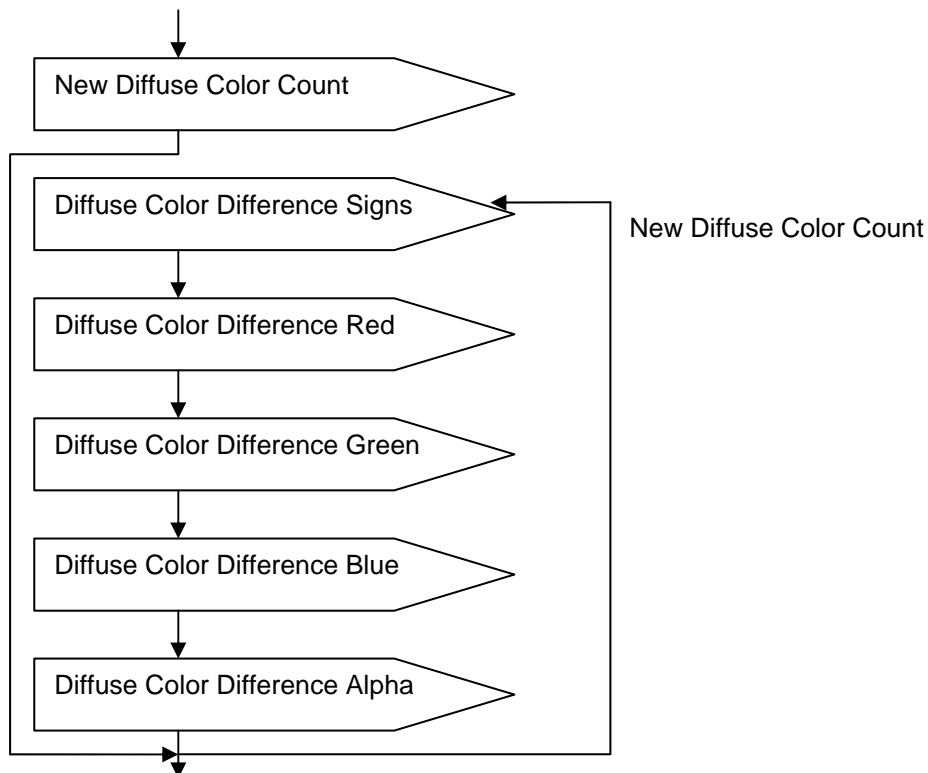 New Diffuse Color Count
Diffuse Color Difference Signs
New Diffuse Color Count
Diffuse Color Difference Red
Diffuse Color Difference Green
Diffuse Color Difference Blue
Diffuse Color Difference Alpha